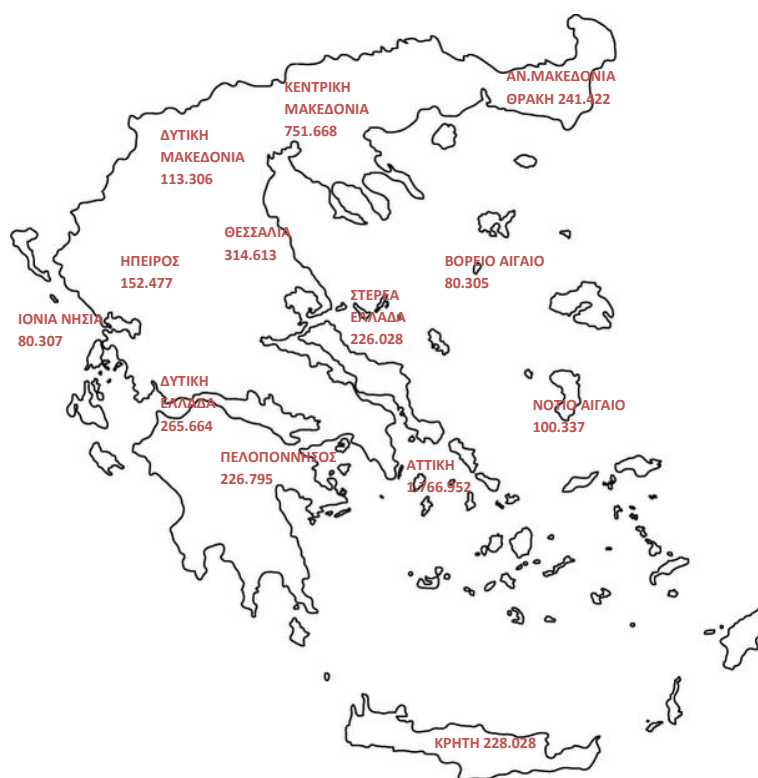 ΑΝ.ΜΑΚΕΔΟΝΙΑ
ΘΡΑΚΗ 241.422
ΚΕΝΤΡΙΚΗ
ΜΑΚΕΔΟΝΙΑ
751.668
ΔΥΤΙΚΗ
ΜΑΚΕΔΟΝΙΑ
113.306
ΘΕΣΣΑΛΙΑ
314.613
ΗΠΕΙΡΟΣ
152.477
ΒΟΡΕΙΟ ΑΙΓΑΙΟ
80.305
ΣΤΕΡΕΑ
ΕΛΛΑΔΑ
226.028
ΙΟΝΙΑ ΝΗΣΙΑ
80.307
ΔΥΤΙΚΗ
ΕΛΛΑΔΑ
265.664
ΝΟΤΙΟ ΑΙΓΑΙΟ
100.337
ΠΕΛΟΠΟΝΝΗΣΟΣ
226.795
ΑΤΤΙΚΗ
1.766.952
ΚΡΗΤΗ 228.028